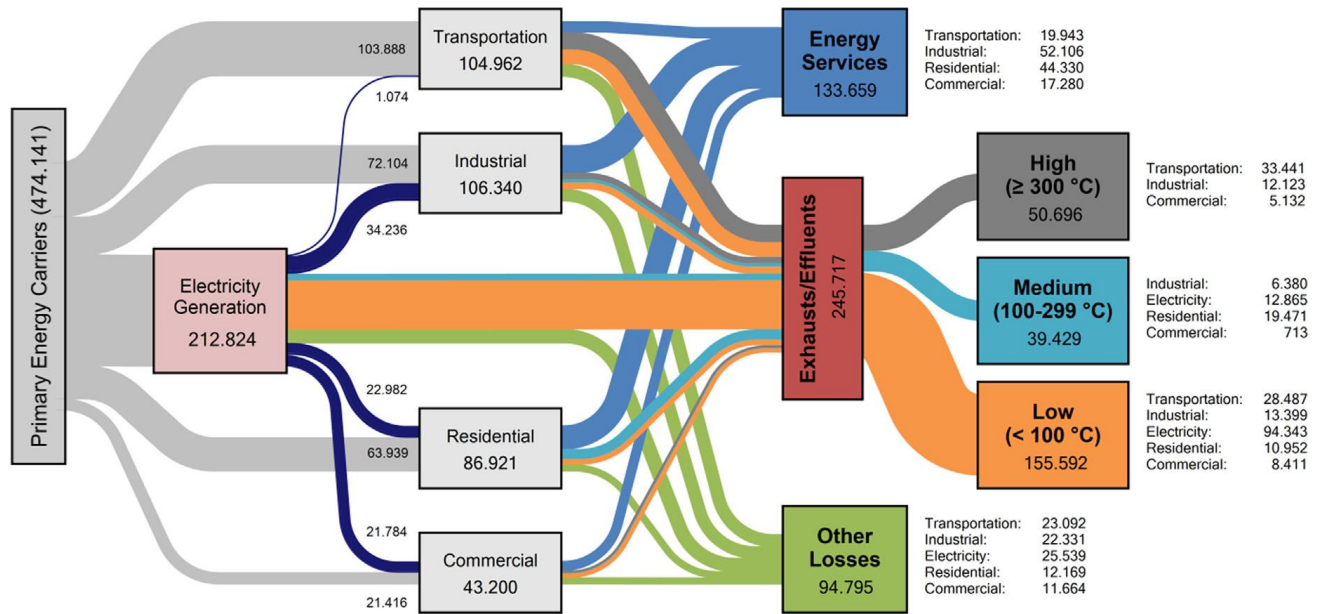 Primary Energy Carriers (474.141)
103.888
1.074
72.104
34.236
22.982
63.939
21.784
21.416
Electricity
Generation
212.824
Transportation
104.962
Industrial
106.340
Residential
86.921
Commercial
43.200
Energy
Services
133.659
Transportation: 19.943
Industrial: 52.106
Residential: 44.330
Commercial: 17.280
Exhausts/Effluents
245.717
High
(≥ 300 °C)
50.696
Transportation: 33.441
Industrial: 12.123
Commercial: 5.132
Medium
(100-299 °C)
39.429
Industrial: 6.380
Electricity: 12.865
Residential: 19.471
Commercial: 713
Low
(< 100 °C)
155.592
Transportation: 28.487
Industrial: 13.399
Electricity: 94.343
Residential: 10.952
Commercial: 8.411
Other
Losses
94.795
Transportation: 23.092
Industrial: 22.331
Electricity: 25.539
Residential: 12.169
Commercial: 11.664